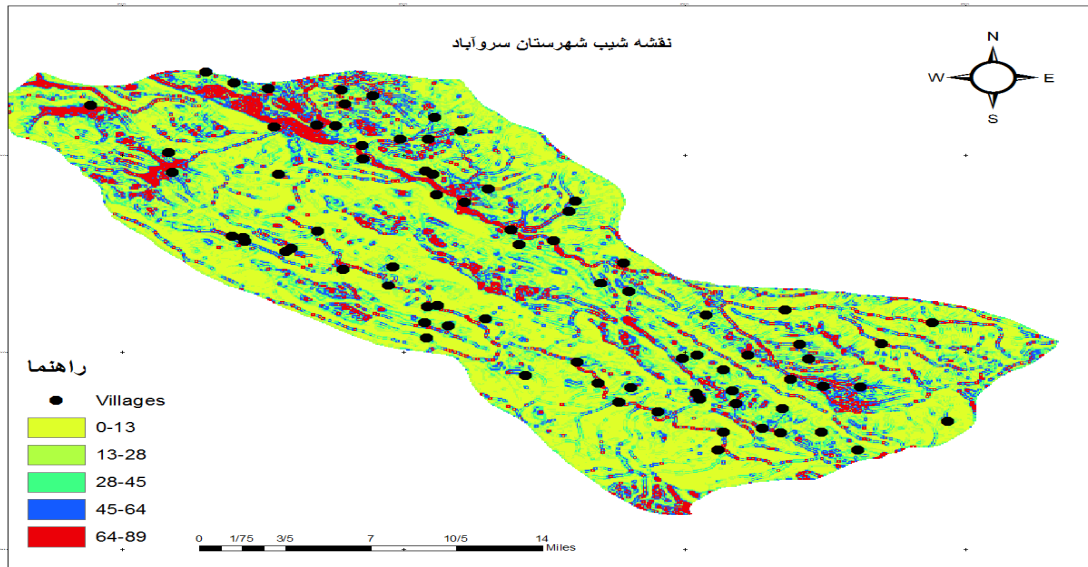 نقشه شیب شهرستان سروآباد
N
W E
S
راهنما
Villages
0-13
13-28
28-45
45-64
64-89
0 1/75 3/5 7 10/5 14
Miles